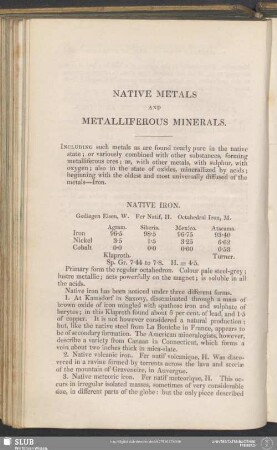 NATIVE METALS
AND
METALLIFEROUS MINERALS.
INCLUDING such metals as are found nearly pure in the native
state; or variously combined with other substances, forming
metalliferous ores; as, with other metals, with sulphur, with
oxygen; also in the state of oxides, mineralized by acids;
beginning with the oldest and most universally diffused of the
metals—Iron.
NATIVE IRON.
Gediegen Eisen, W. Fer Natif, H. Octahedral Iron, M.
Agram. Siberia. Mexico. Atacama.
Iron 96·5 98·5 96·75 93·40
Nickel 3·5 1·5 3·25 6·62
Cobalt 0·0 0·0 0·00 0·53
Klaproth. Turner.
Sp. Gr. 7·44 to 7·8. H. = 4·5.
Primary form the regular octahedron. Colour pale steel-grey;
lustre metallic; acts powerfully on the magnet; is soluble in all
the acids.
Native iron has been noticed under three different forms.
1. At Kamsdorf in Saxony, disseminated through a mass of
brown oxide of iron mingled with spathose iron and sulphate of
barytes; in this Klaproth found about 6 per cent of lead, and 1·5
of copper. It is not however considered a natural production:
but, like the native steel from La Bouiche in France, appears to
be of secondary formation. The American mineralogists, however,
describe a variety from Canaan in Connecticut, which forms a
vein about two inches thick in mica-slate.
2. Native volcanic iron. Fer natif volcanique, H. Was discovered
in a ravine formed by torrents across the lava and scoriæ
of the mountain of Graveneire, in Auvergne.
3. Native meteoric iron. Fer natif météorique, H. This occurs
in irregular isolated masses, sometimes of very considerable
size, in different parts of the globe: but the only piece described
SLUB